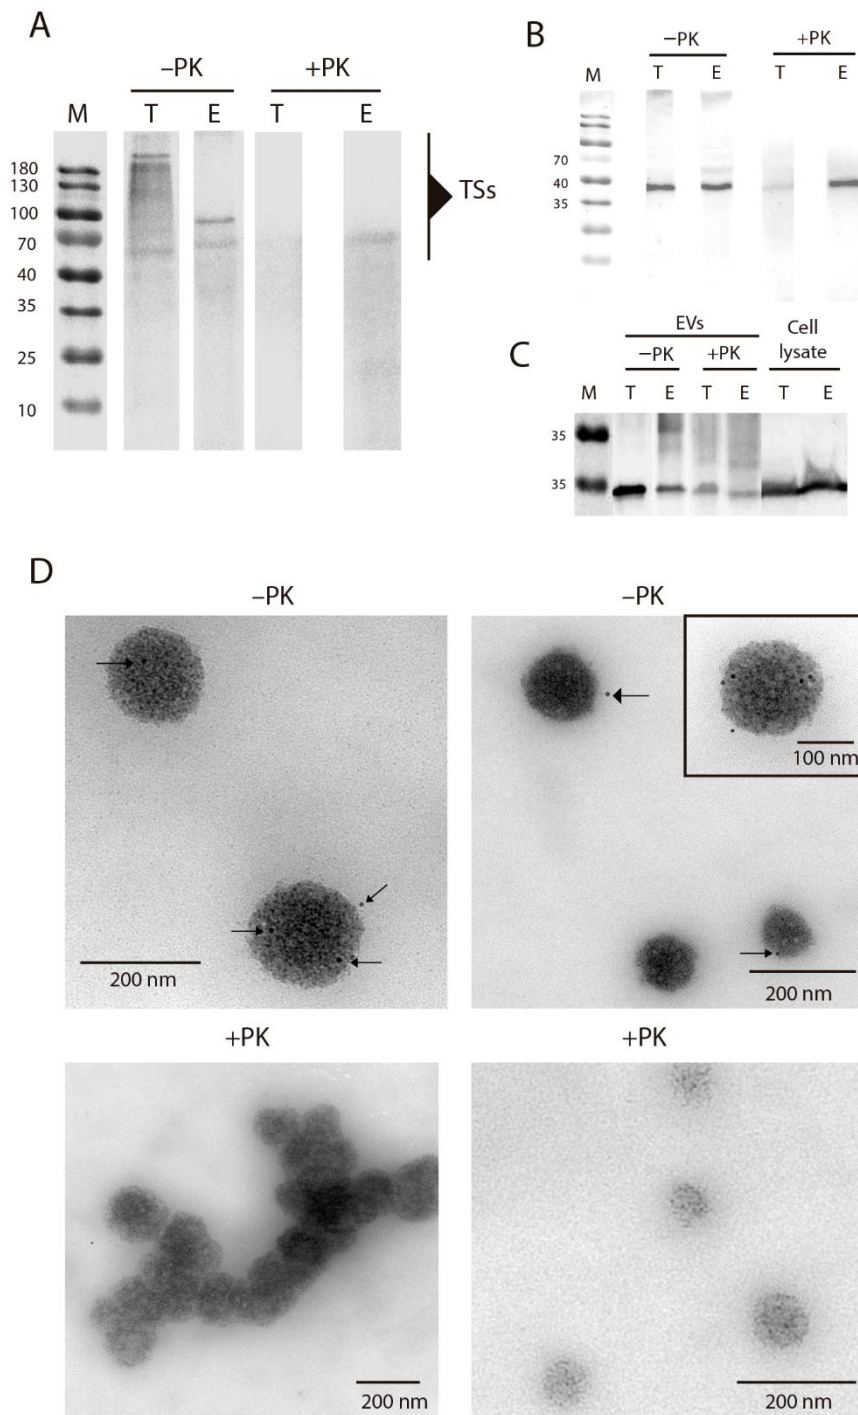 A
–PK +PK
M T E T E
180
130
100
70
40
35
25
10
TSs
B
–PK +PK
M T E T E
70
40
35
C
EVs Cell
lysate
–PK +PK
M T E T E T E
35
35
D
–PK –PK
200 nm
100 nm
200 nm
+PK +PK
200 nm
200 nm